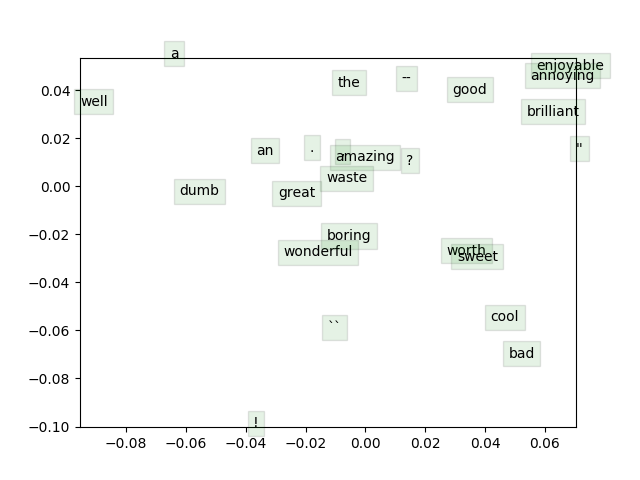 a
enjoyable
annoying
the
--
good
well
brilliant
an
.
amazing
?
"
waste
dumb
great
boring
wonderful
worth
sweet
``
cool
bad
!
0.04
0.02
0.00
−0.02
−0.04
−0.06
−0.08
−0.10
−0.08 −0.06 −0.04 −0.02 0.00 0.02 0.04 0.06